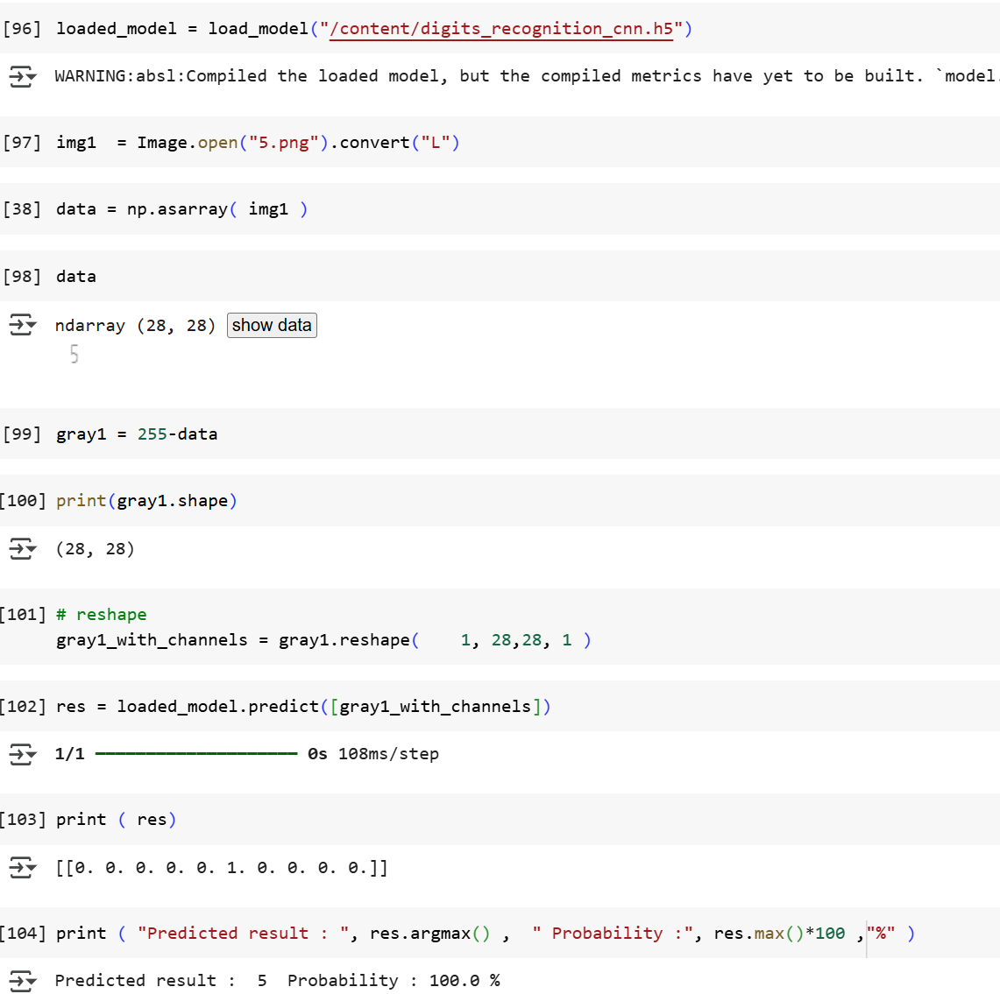 [96] loaded_model = load_model("/content/digits_recognition_cnn.h5")
WARNING:absl:Compiled the loaded model, but the compiled metrics have yet to be built. `model.
[97] img1  = Image.open("5.png").convert("L")
[38] data = np.asarray( img1 )
[98] data
ndarray (28, 28) show data
5
[99] gray1 = 255-data
[100] print(gray1.shape)
(28, 28)
[101] # reshape
gray1_with_channels = gray1.reshape(    1, 28,28, 1 )
[102] res = loaded_model.predict([gray1_with_channels])
1/1 0s 108ms/step
[103] print ( res)
[[0. 0. 0. 0. 0. 1. 0. 0. 0. 0.]]
[104] print ( "Predicted result : ", res.argmax() ,  " Probability :", res.max()*100 ,"%" )
Predicted result :  5  Probability : 100.0 %